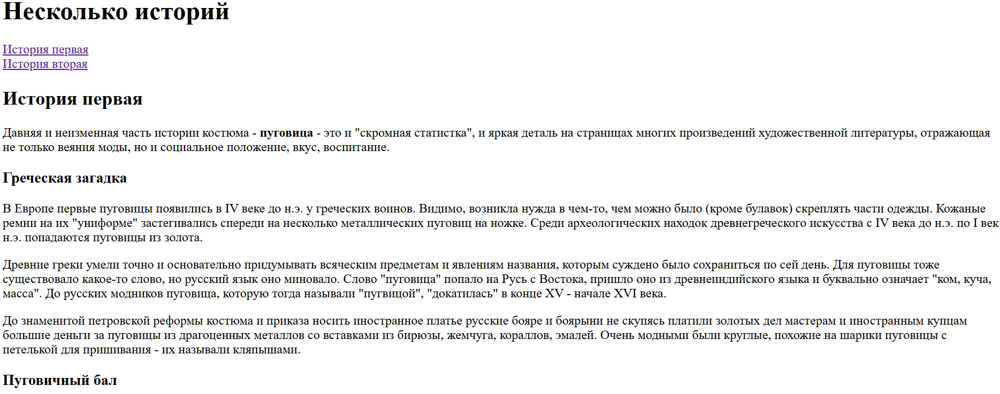 Несколько историй
История первая
История вторая
История первая
Давняя и неизменная часть истории костюма - пуговица - это и "скромная статистка", и яркая деталь на страницах многих произведений художественной литературы, отражающая
не только веяния моды, но и социальное положение, вкус, воспитание.
Греческая загадка
В Европе первые пуговицы появились в IV веке до н.э. у греческих воинов. Видимо, возникла нужда в чем-то, чем можно было (кроме булавок) скреплять части одежды. Кожаные
ремни на их "униформе" застегивались спереди на несколько металлических пуговиц на ножке. Среди археологических находок древнегреческого искусства с IV века до н.э. по I век
н.э. попадаются пуговицы из золота.
Древние греки умели точно и основательно придумывать всяческим предметам и явлениям названия, которым суждено было сохраниться по сей день. Для пуговицы тоже
существовало какое-то слово, но русский язык оно миновало. Слово "пуговица" попало на Русь с Востока, пришло оно из древнеиндийского языка и буквально означает "ком, куча,
масса". До русских модников пуговица, которую тогда называли "пугвицой", "докатилась" в конце XV - начале XVI века.
До знаменитой петровской реформы костюма и приказа носить иностранное платье русские бояре и боярыни не скупясь платили золотых дел мастерам и иностранным купцам
большие деньги за пуговицы из драгоценных металлов со вставками из бирюзы, жемчуга, кораллов, эмалей. Очень модными были круглые, похожие на шарики пуговицы с
петелькой для пришивания - их называли кляпышами.
Пуговичный бал